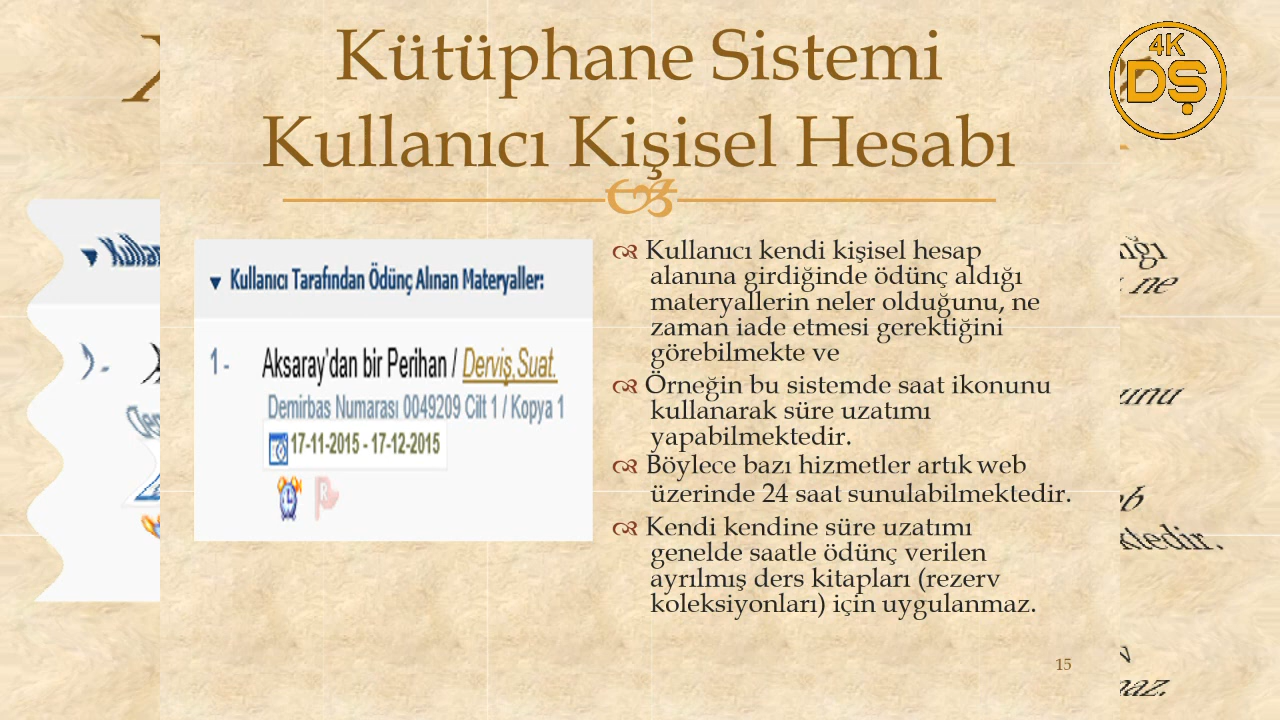 Kütüphane Sistemi
Kullanıcı Kişisel Hesabı
4K
DŞ
Kullanıcı Tarafından Ödünç Alınan Materyaller:
1 - Aksaray'dan bir Perihan / Derviş,Suat.
Demirbas Numarası 0049209 Cilt 1 / Kopya 1
17-11-2015 - 17-12-2015
R
Kullanıcı kendi kişisel hesap
alanına girdiğinde ödünç aldığı
materyallerin neler olduğunu, ne
zaman iade etmesi gerektiğini
görebilmekte ve
Örneğin bu sistemde saat ikonunu
kullanarak süre uzatımı
yapabilmektedir.
Böylece bazı hizmetler artık web
üzerinde 24 saat sunulabilmektedir.
Kendi kendine süre uzatımı
genelde saatle ödünç verilen
ayrılmış ders kitapları (rezerv
koleksiyonları) için uygulanmaz.
15